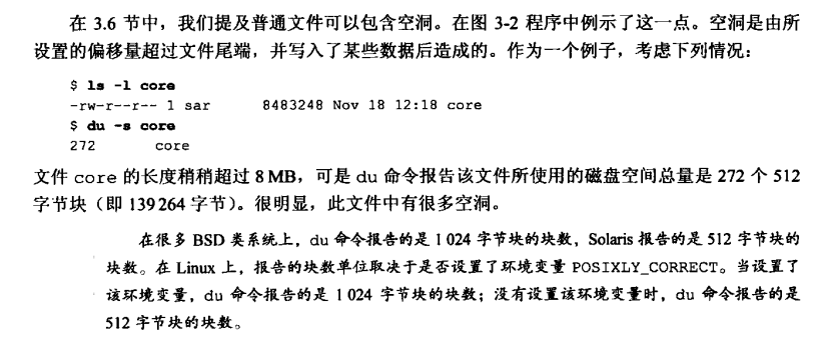 在 3.6 节中，我们提及普通文件可以包含空洞。在图 3-2 程序中例示了这一点。空洞是由所
设置的偏移量超过文件尾端，并写入了某些数据后造成的。作为一个例子，考虑下列情况：
$ ls -l core
-rw-r--r-- 1 sar 8483248 Nov 18 12:18 core
$ du -s core
272 core
文件 core 的长度稍稍超过 8 MB，可是 du 命令报告该文件所使用的磁盘空间总量是 272 个 512
字节块（即 139 264 字节）。很明显，此文件中有很多空洞。
在很多 BSD 类系统上，du 命令报告的是 1 024 字节块的块数，Solaris 报告的是 512 字节块的
块数。在 Linux 上，报告的块数单位取决于是否设置了环境变量 POSIXLY_CORRECT。当设置了
该环境变量，du 命令报告的是 1 024 字节块的块数；没有设置该环境变量时，du 命令报告的是
512 字节块的块数。